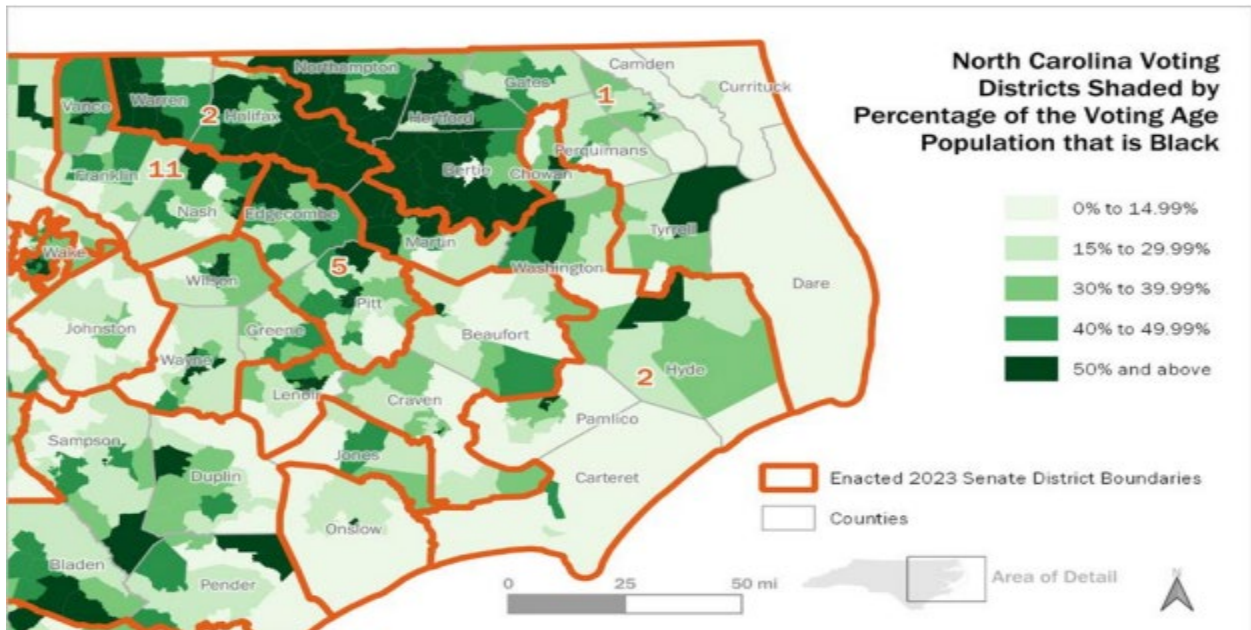 North Carolina Voting
Districts Shaded by
Percentage of the Voting Age
Population that is Black
0% to 14.99%
15% to 29.99%
30% to 39.99%
40% to 49.99%
50% and above
Northampton
Camden
Currituck
Gates
Vance
Warren
2
Halifax
Hertford
1
Perquimans
Bertie
Chowan
Franklin
11
Nash
Edgecombe
Martin
Tyrrell
Wake
Wilson
5
Washington
Dare
Pitt
Johnston
Greene
Beaufort
Wayne
2
Hyde
Lenoir
Craven
Pamlico
Sampson
Jones
Duplin
Carteret
Onslow
Bladen
Pender
Enacted 2023 Senate District Boundaries
Counties
0 25 50 mi
Area of Detail
N